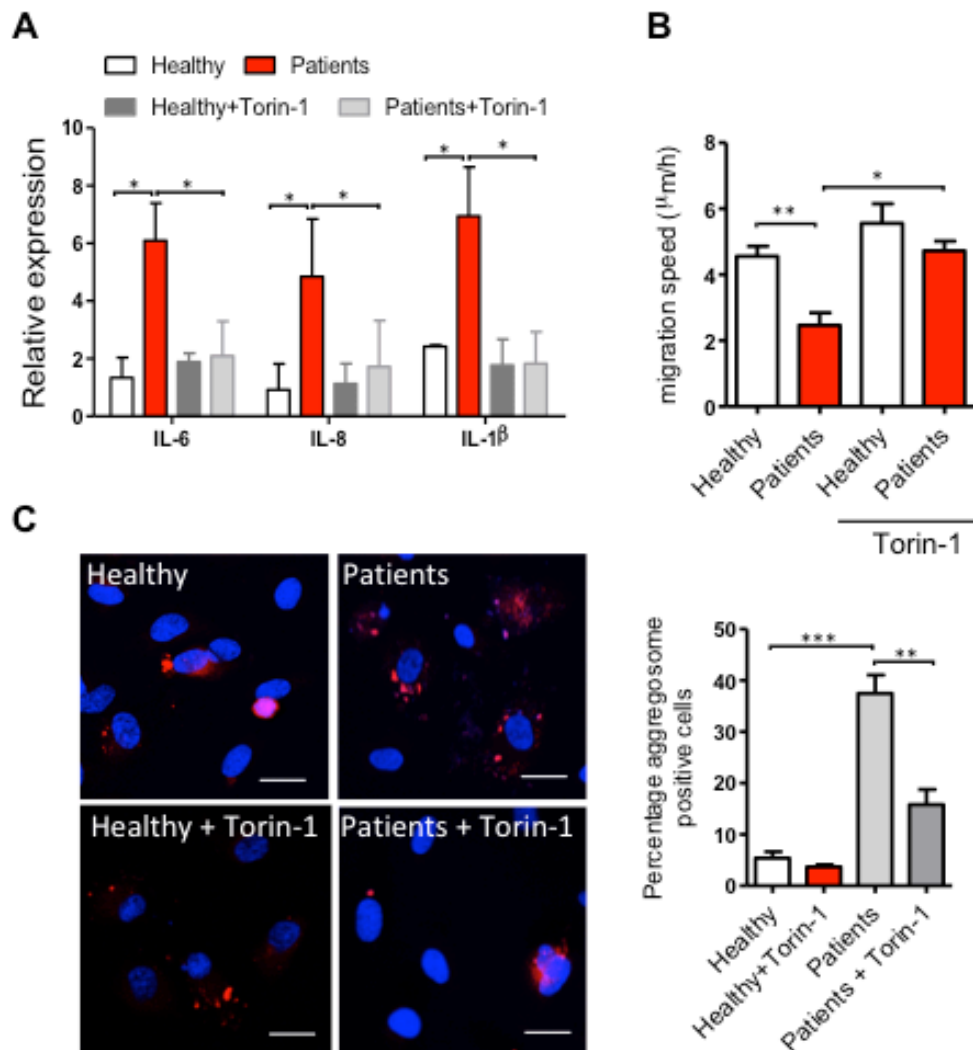 A
Healthy Patients
Healthy+Torin-1 Patients+Torin-1
Relative expression
10
8
6
4
2
0
* *
* *
* *
IL-6 IL-8 IL-1β
B
migration speed (μm/h)
8
6
4
2
0
**
*
Healthy
Patients
Healthy
Patients
Torin-1
C
Healthy
Patients
Healthy + Torin-1
Patients + Torin-1
Percentage aggregosome
positive cells
50
40
30
20
10
0
***
**
Healthy
Healthy+Torin-1
Patients
Patients + Torin-1